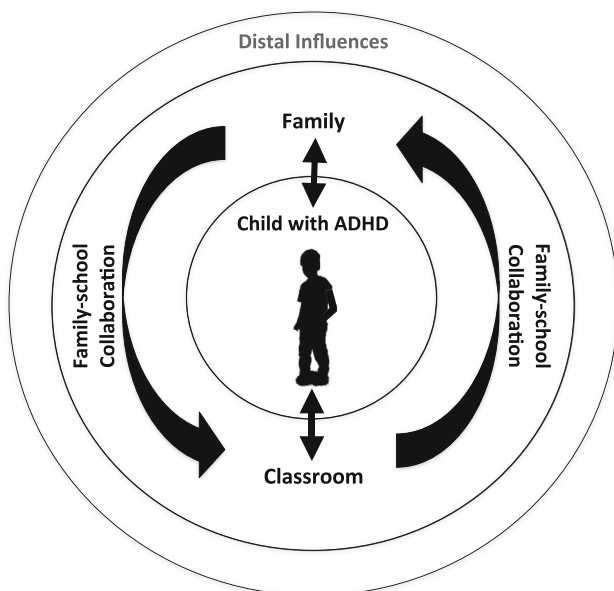 Distal Influences
Family
Child with ADHD
Family-school
Collaboration
Family-school
Collaboration
Classroom